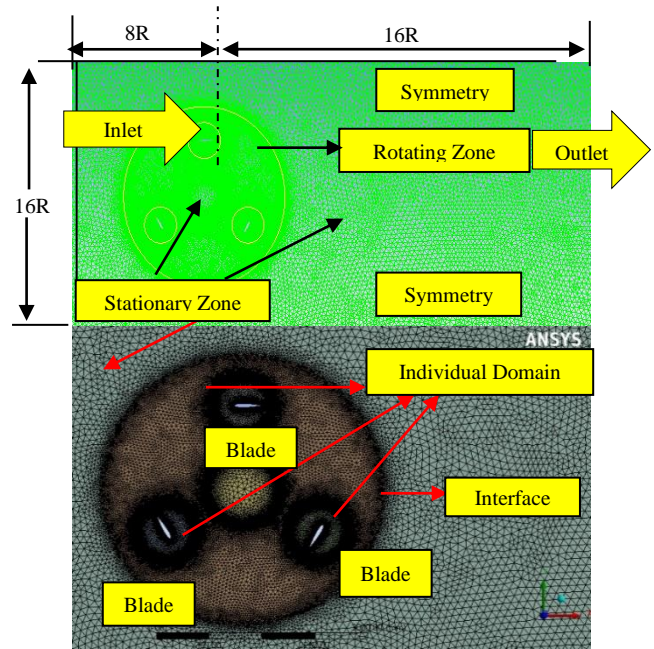 8R
16R
Symmetry
Inlet
Rotating Zone
Outlet
16R
Stationary Zone
Symmetry
ANSYS
Individual Domain
Blade
Interface
Blade
Blade